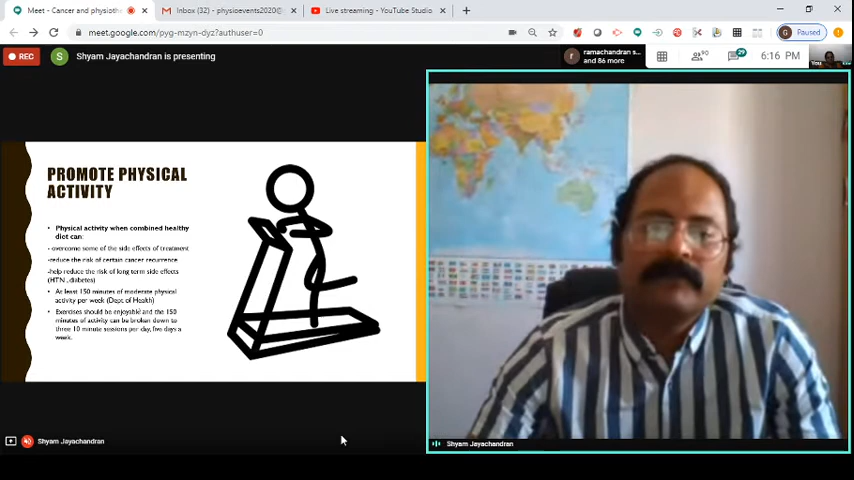 Meet - Cancer and physioth
Inbox (32) - physioevents2020@
Live streaming - YouTube Studio
meet.google.com/pyg-mzyn-dyz?authuser=0
G Paused
REC
S Shyam Jayachandran is presenting
r ramachandran s...
and 86 more
90
29
6:16 PM
You
PROMOTE PHYSICAL
ACTIVITY
• Physical activity when combined healthy
diet can
- overcome some of the side effects of treatment
-reduce the risk of certain cancer recurrence
-help reduce the risk of long term side effects
(HTN , diabetes)
• At least 150 minutes of moderate physical
activity per week (Dept. of Health)
• Exercises should be enjoyable and the 150
minutes of activity can be broken down to
three 10 minute sessions per day, five days a
week.
Shyam Jayachandran
Shyam Jayachandran